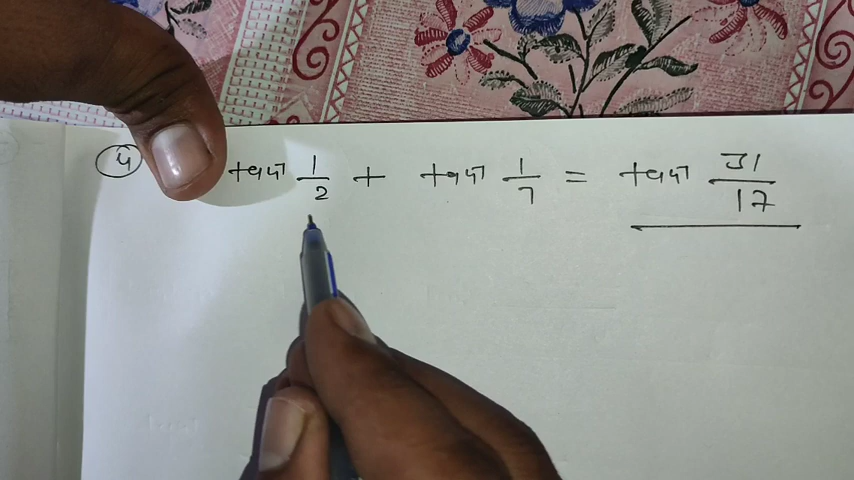 4 tan⁻¹ 1/2 + tan⁻¹ 1/7 = tan⁻¹ 31/17